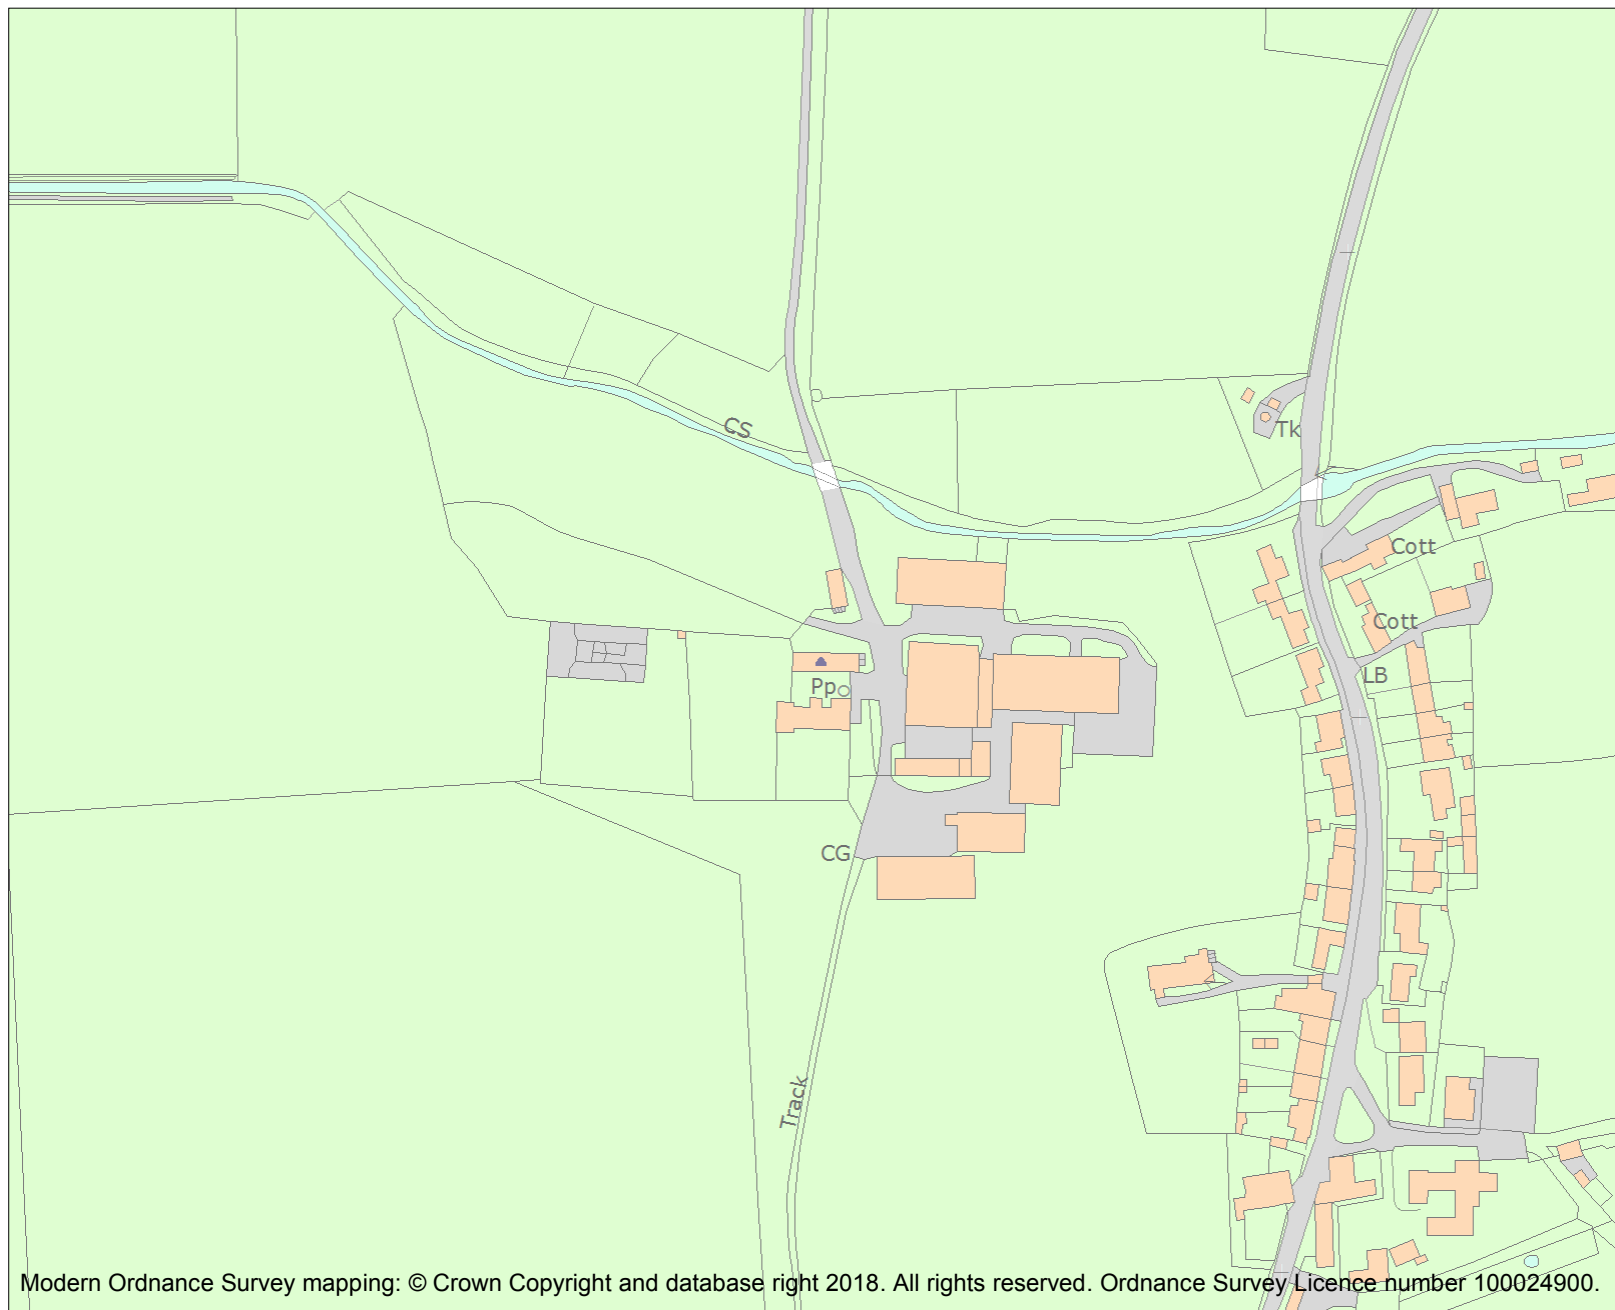 CS
Tk
Cott
Cott
LB
Pp
CG
Track
Modern Ordnance Survey mapping: © Crown Copyright and database right 2018. All rights reserved. Ordnance Survey Licence number 100024900.